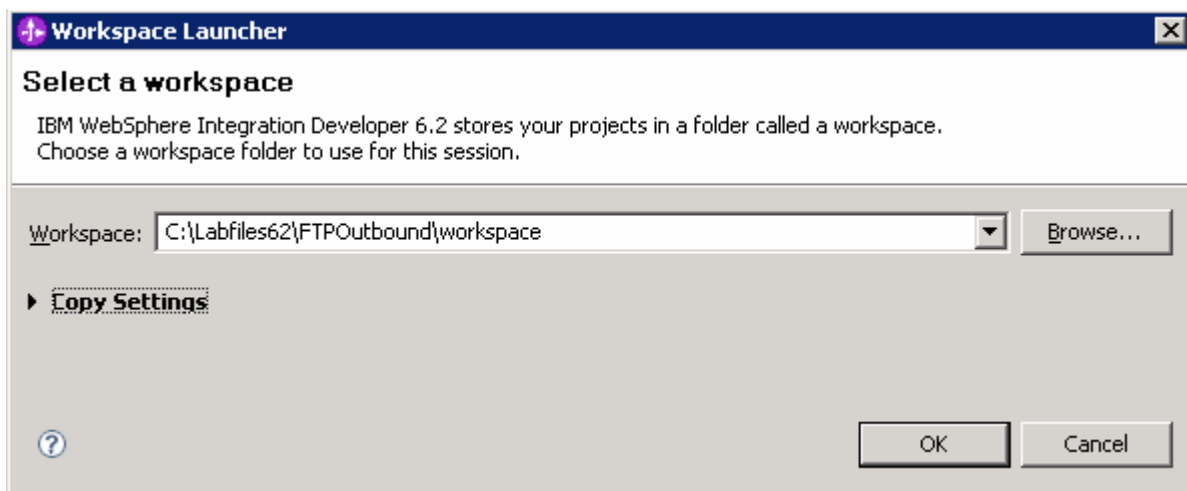 Workspace Launcher
Select a workspace
IBM WebSphere Integration Developer 6.2 stores your projects in a folder called a workspace.
Choose a workspace folder to use for this session.
Workspace: C:\Labfiles62\FTPOutbound\workspace Browse...
Copy Settings
? OK Cancel